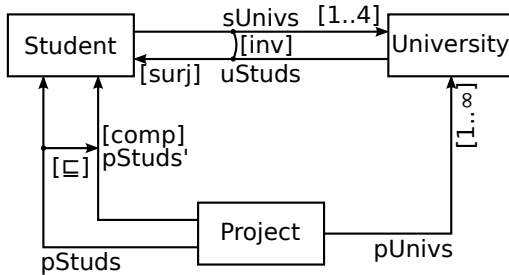 sUnivs
[1..4]
Student
University
[inv]
[surj]
uStuds
[1..∞]
[comp]
pStuds'
[⊑]
Project
pStuds
pUnivs